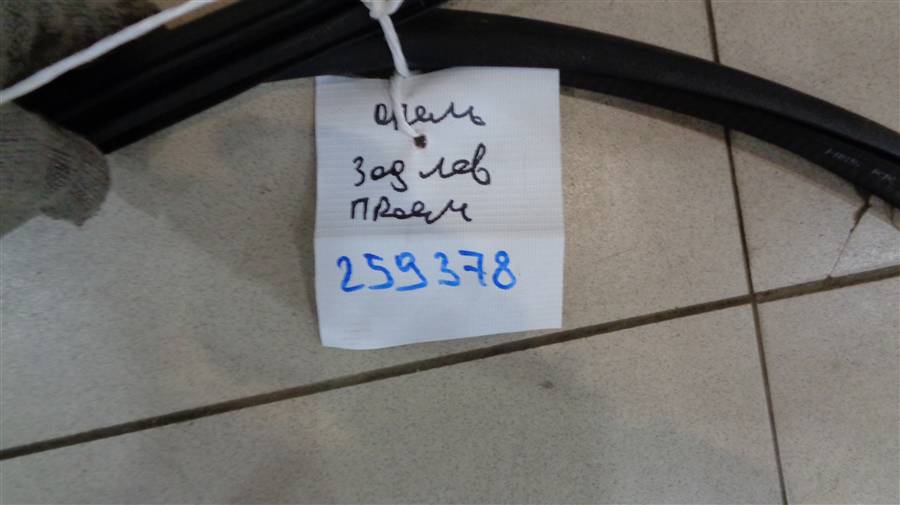 опель
зад лев
проем
259378